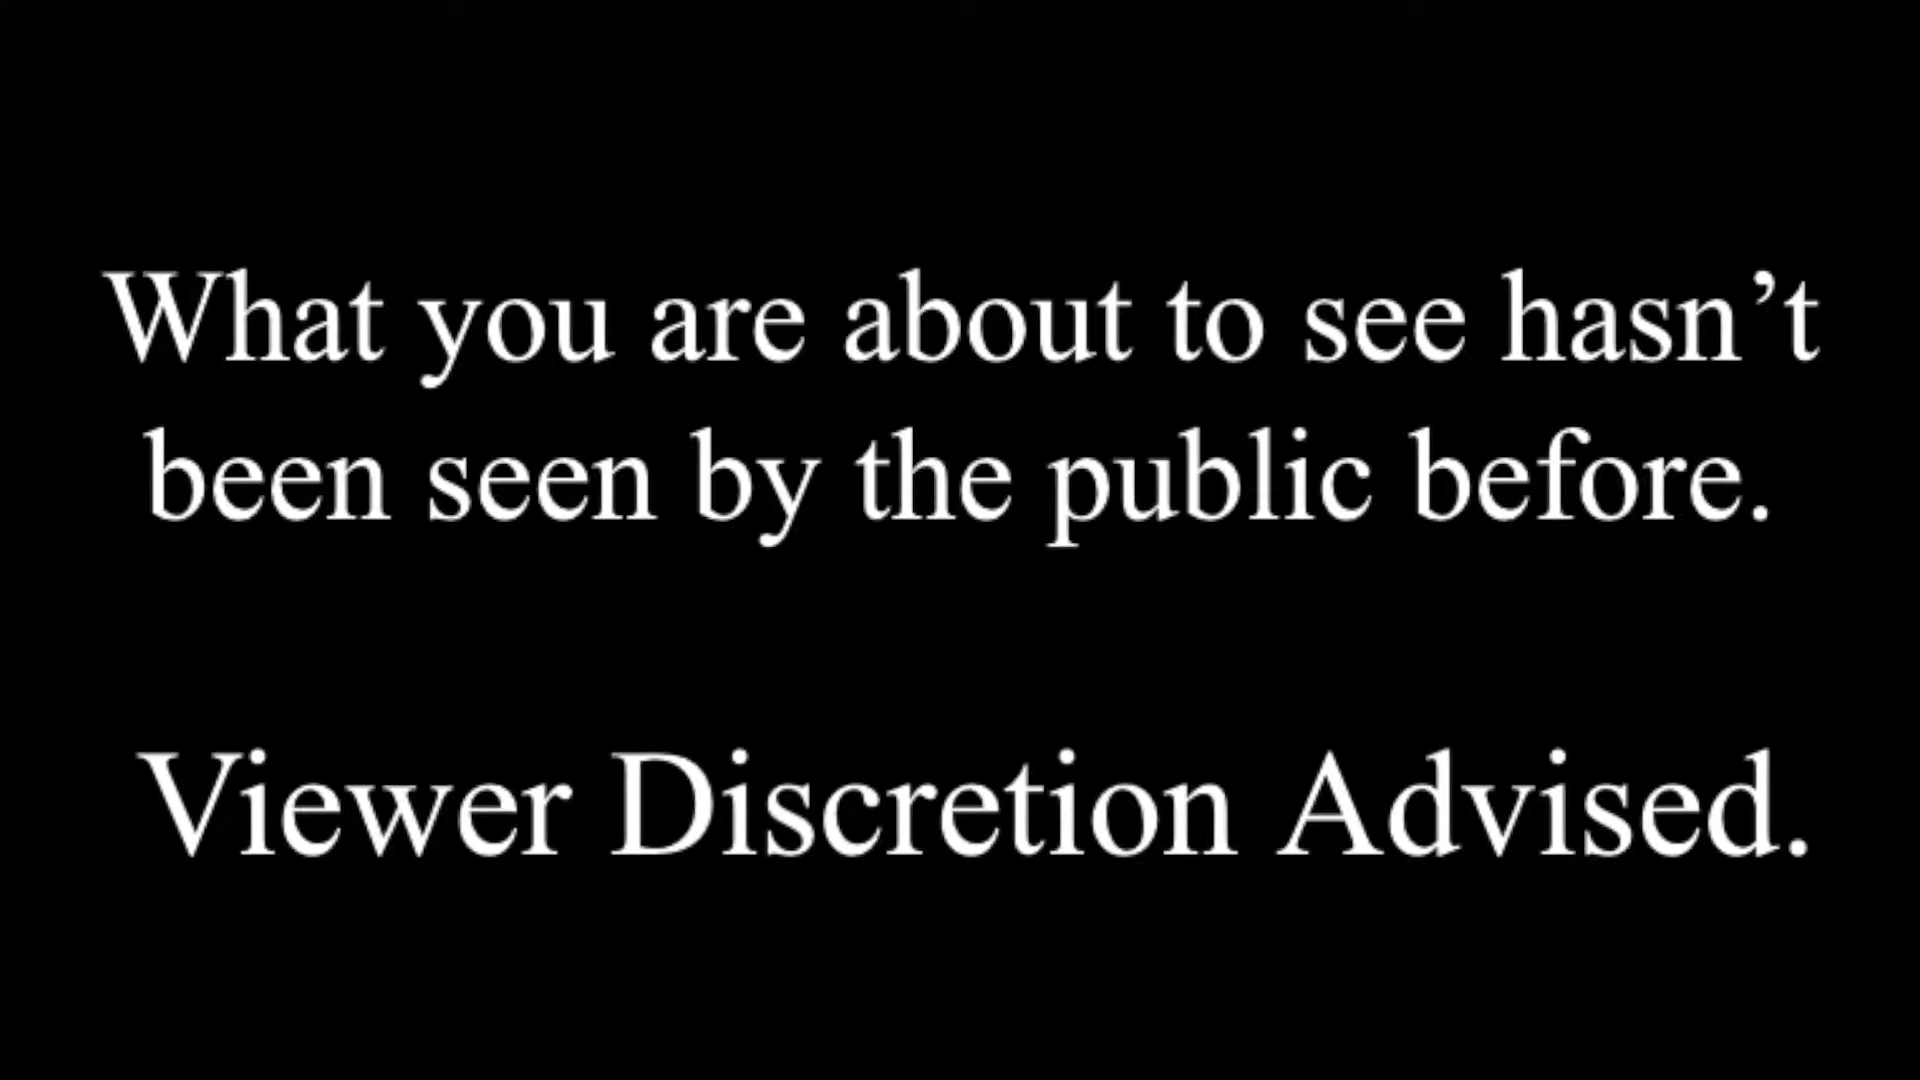 What you are about to see hasn’t
been seen by the public before.
Viewer Discretion Advised.